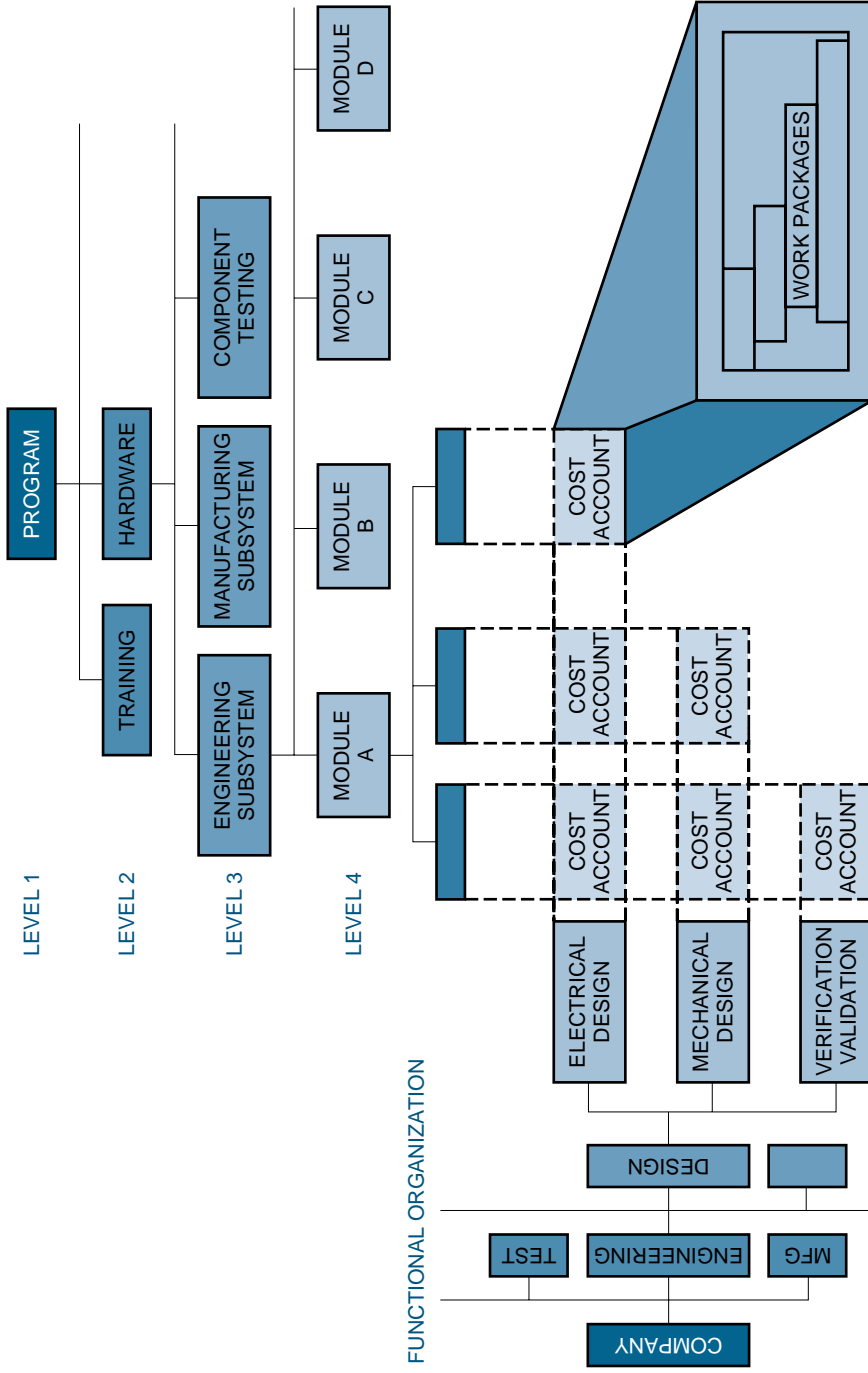 LEVEL 1
PROGRAM
LEVEL 2
TRAINING
HARDWARE
LEVEL 3
ENGINEERING
SUBSYSTEM
MANUFACTURING
SUBSYSTEM
COMPONENT
TESTING
LEVEL 4
MODULE
A
MODULE
B
MODULE
C
MODULE
D
FUNCTIONAL ORGANIZATION
COMPANY
TEST
ENGINEERING
MFG
DESIGN
ELECTRICAL
DESIGN
COST
ACCOUNT
COST
ACCOUNT
COST
ACCOUNT
MECHANICAL
DESIGN
COST
ACCOUNT
COST
ACCOUNT
VERIFICATION
VALIDATION
COST
ACCOUNT
WORK PACKAGES